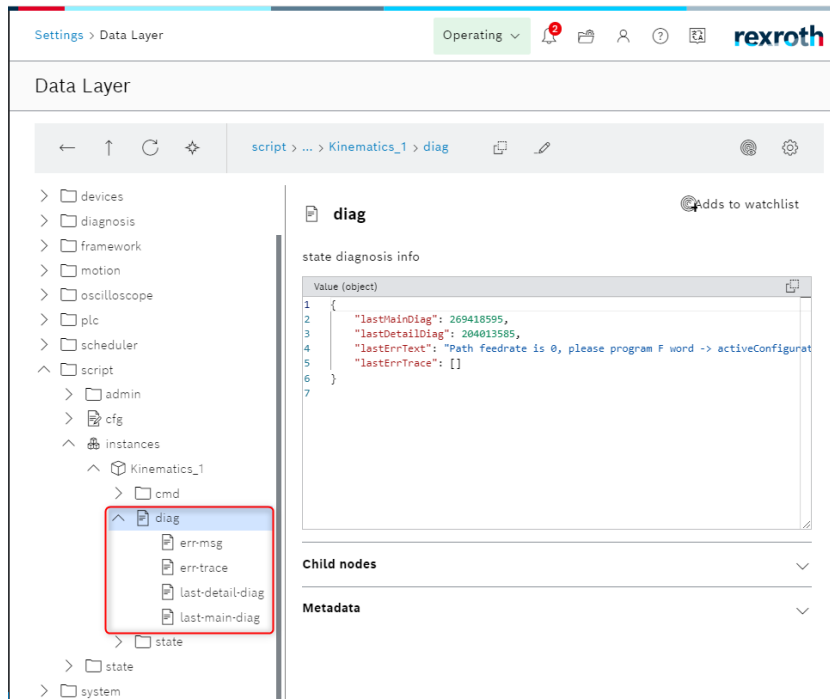 Settings > Data Layer
Operating
2
rexroth
Data Layer
script > ... > Kinematics_1 > diag
devices
diagnosis
framework
motion
oscilloscope
plc
scheduler
script
admin
cfg
instances
Kinematics_1
cmd
diag
err-msg
err-trace
last-detail-diag
last-main-diag
state
state
system
diag
Adds to watchlist
state diagnosis info
Value (object)
1 {
2 "lastMainDiag": 269418595,
3 "lastDetailDiag": 204013585,
4 "lastErrText": "Path feedrate is 0, please program F word -> activeConfigurat
5 "lastErrTrace": []
6 }
7
Child nodes
Metadata